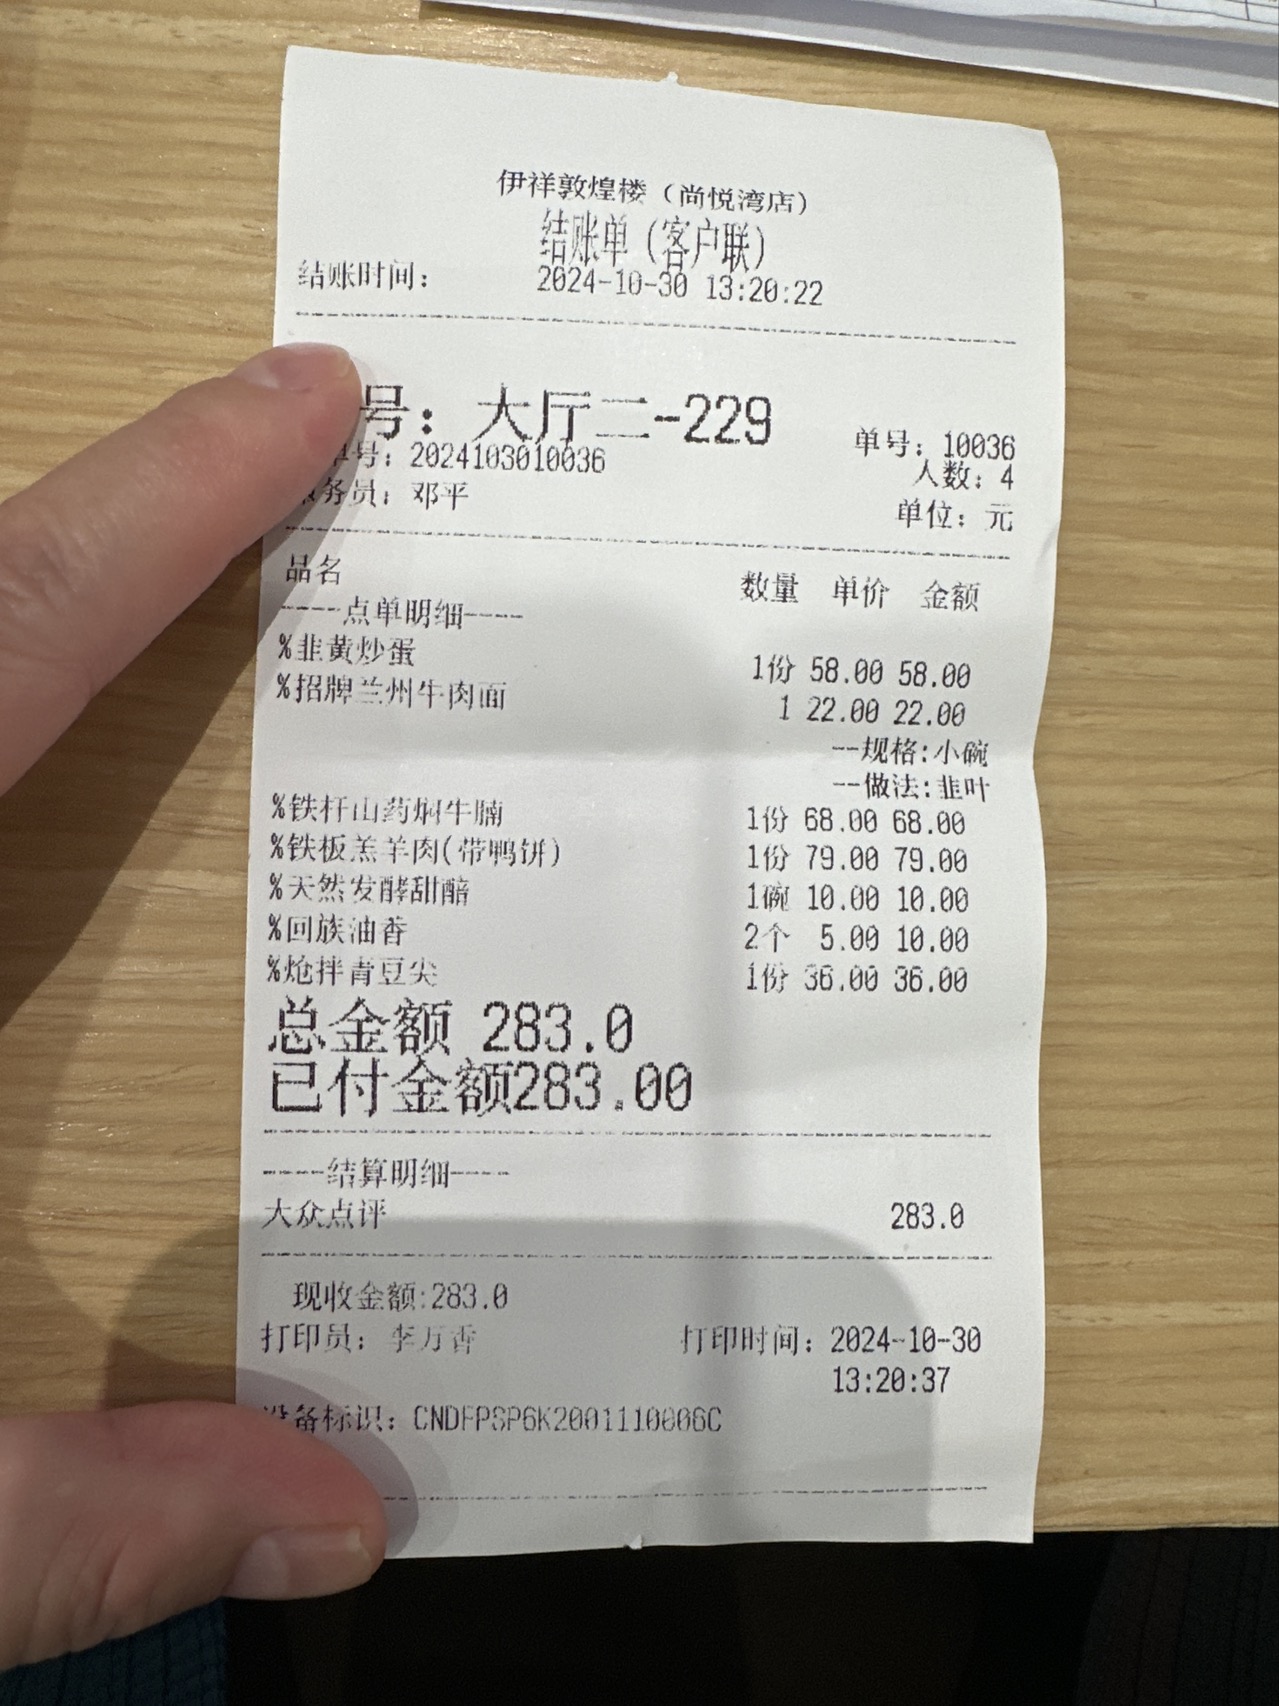 伊祥敦煌楼（尚悦湾店）
结账单（客户联）
结账时间： 2024-10-30 13:20:22
号：大厅二-229
单号：10036
单号：2024103010036
人数：4
服务员：邓平
单位：元
品名 数量 单价 金额
----点单明细----
%韭黄炒蛋 1份 58.00 58.00
%招牌兰州牛肉面 1 22.00 22.00
--规格:小碗
--做法:韭叶
%铁杆山药焖牛腩 1份 68.00 68.00
%铁板羔羊肉(带鸭饼) 1份 79.00 79.00
%天然发酵甜醅 1碗 10.00 10.00
%回族油香 2个 5.00 10.00
%炝拌青豆尖 1份 36.00 36.00
总金额 283.0
已付金额283.00
----结算明细----
大众点评 283.0
现收金额:283.0
打印员：李万香 打印时间：2024-10-30
13:20:37
设备标识：CNDFPSP6K2001110006C